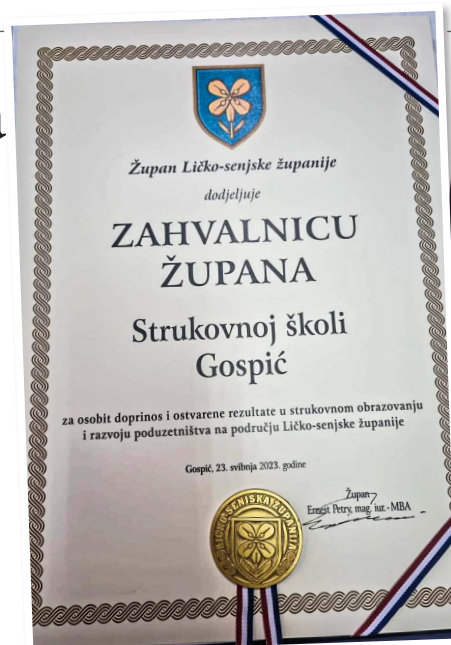 Župan Ličko-senjske županije
dodjeljuje
ZAHVALNICU
ŽUPANA
Strukovnoj školi
Gospić
za osobit doprinos i ostvarene rezultate u strukovnom obrazovanju
i razvoju poduzetništva na području Ličko-senjske županije
Gospić, 23. svibnja 2023. godine
Župan
Ernest Petry, mag. iur. - MBA
LIČKO-SENJSKA ŽUPANIJA